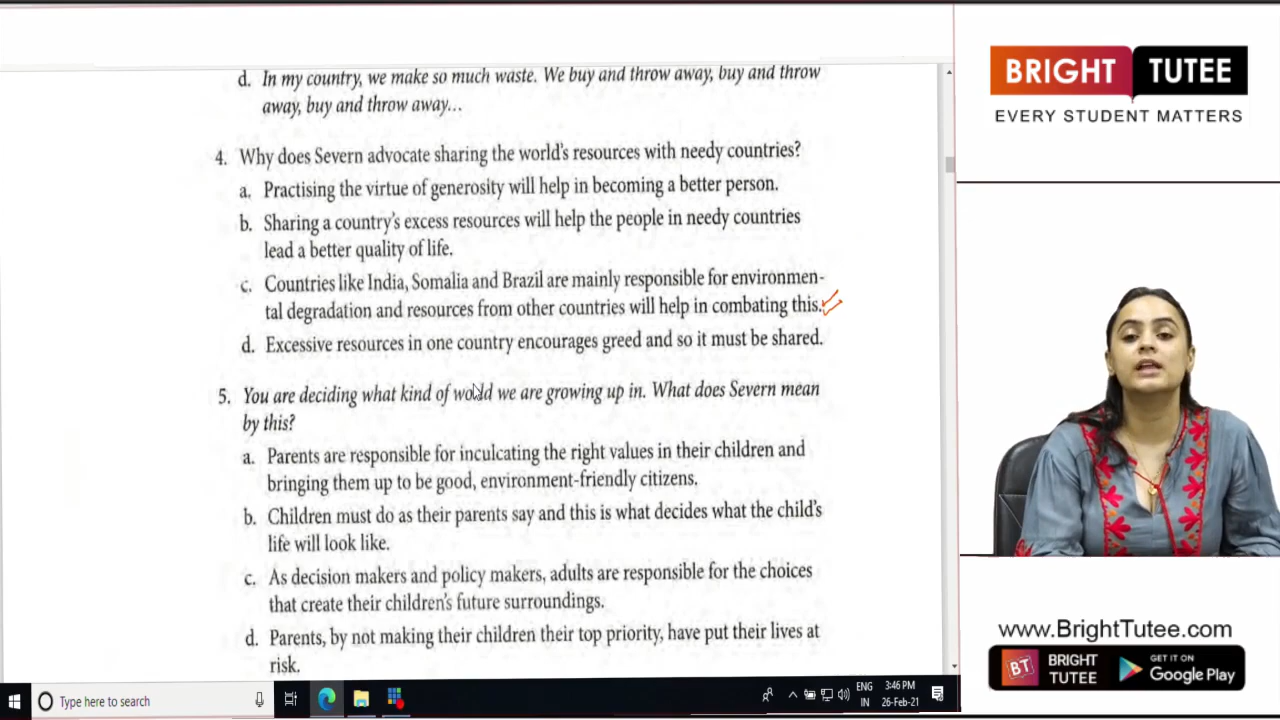 d. In my country, we make so much waste. We buy and throw away, buy and throw
away, buy and throw away...
4. Why does Severn advocate sharing the world's resources with needy countries?
a. Practising the virtue of generosity will help in becoming a better person.
b. Sharing a country's excess resources will help the people in needy countries
lead a better quality of life.
c. Countries like India, Somalia and Brazil are mainly responsible for environmen-
tal degradation and resources from other countries will help in combating this.
d. Excessive resources in one country encourages greed and so it must be shared.
5. You are deciding what kind of world we are growing up in. What does Severn mean
by this?
a. Parents are responsible for inculcating the right values in their children and
bringing them up to be good, environment-friendly citizens.
b. Children must do as their parents say and this is what decides what the child's
life will look like.
c. As decision makers and policy makers, adults are responsible for the choices
that create their children's future surroundings.
d. Parents, by not making their children their top priority, have put their lives at
risk.
BRIGHT TUTEE
EVERY STUDENT MATTERS
www.BrightTutee.com
BT BRIGHT TUTEE
GET IT ON
Google Play
Type here to search
ENG
IN
3:46 PM
26-Feb-21